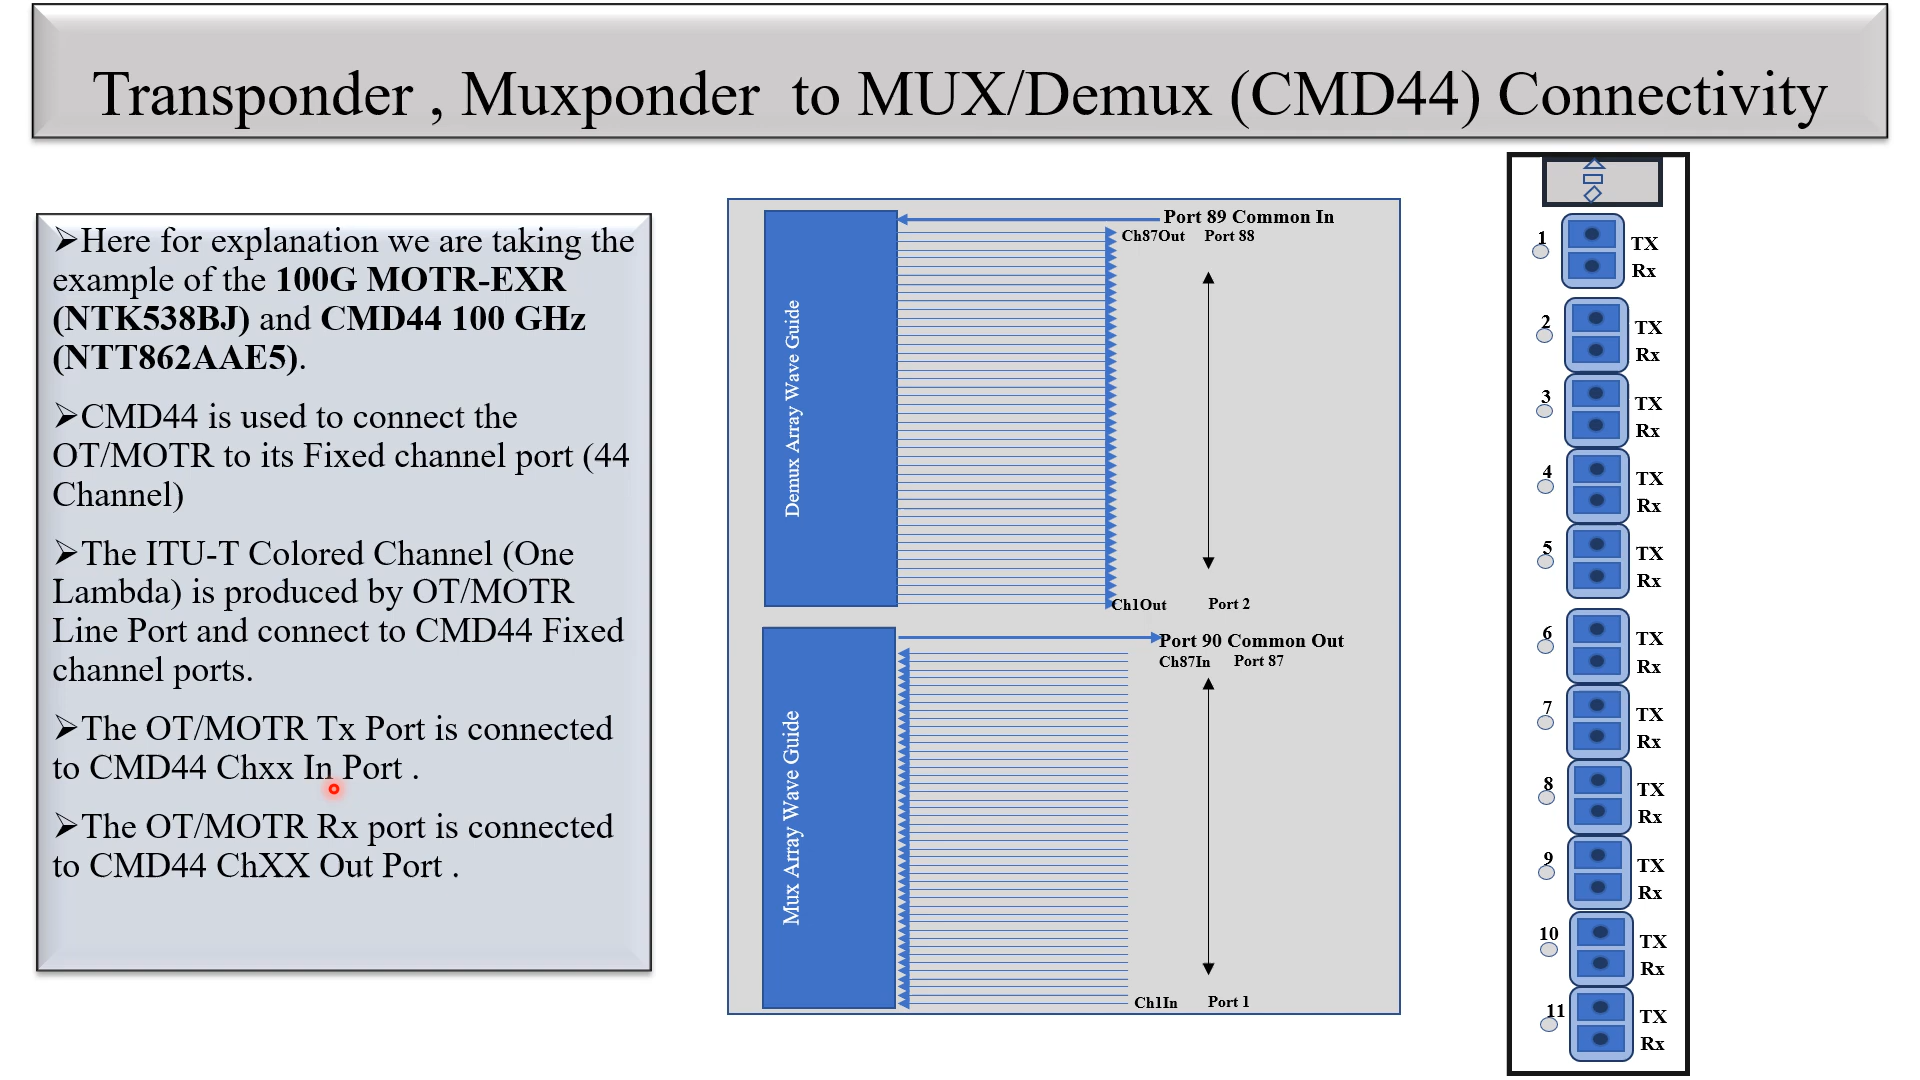 Transponder , Muxponder  to MUX/Demux (CMD44) Connectivity
➢Here for explanation we are taking the
example of the 100G MOTR-EXR
(NTK538BJ) and CMD44 100 GHz
(NTT862AAE5).
➢CMD44 is used to connect the
OT/MOTR to its Fixed channel port (44
Channel)
➢The ITU-T Colored Channel (One
Lambda) is produced by OT/MOTR
Line Port and connect to CMD44 Fixed
channel ports.
➢The OT/MOTR Tx Port is connected
to CMD44 Chxx In Port .
➢The OT/MOTR Rx port is connected
to CMD44 ChXX Out Port .
Demux Array Wave Guide
Port 89 Common In
Ch87Out Port 88
Ch1Out Port 2
Mux Array Wave Guide
Port 90 Common Out
Ch87In Port 87
Ch1In Port 1
1 TX
Rx
2 TX
Rx
3 TX
Rx
4 TX
Rx
5 TX
Rx
6 TX
Rx
7 TX
Rx
8 TX
Rx
9 TX
Rx
10 TX
Rx
11 TX
Rx